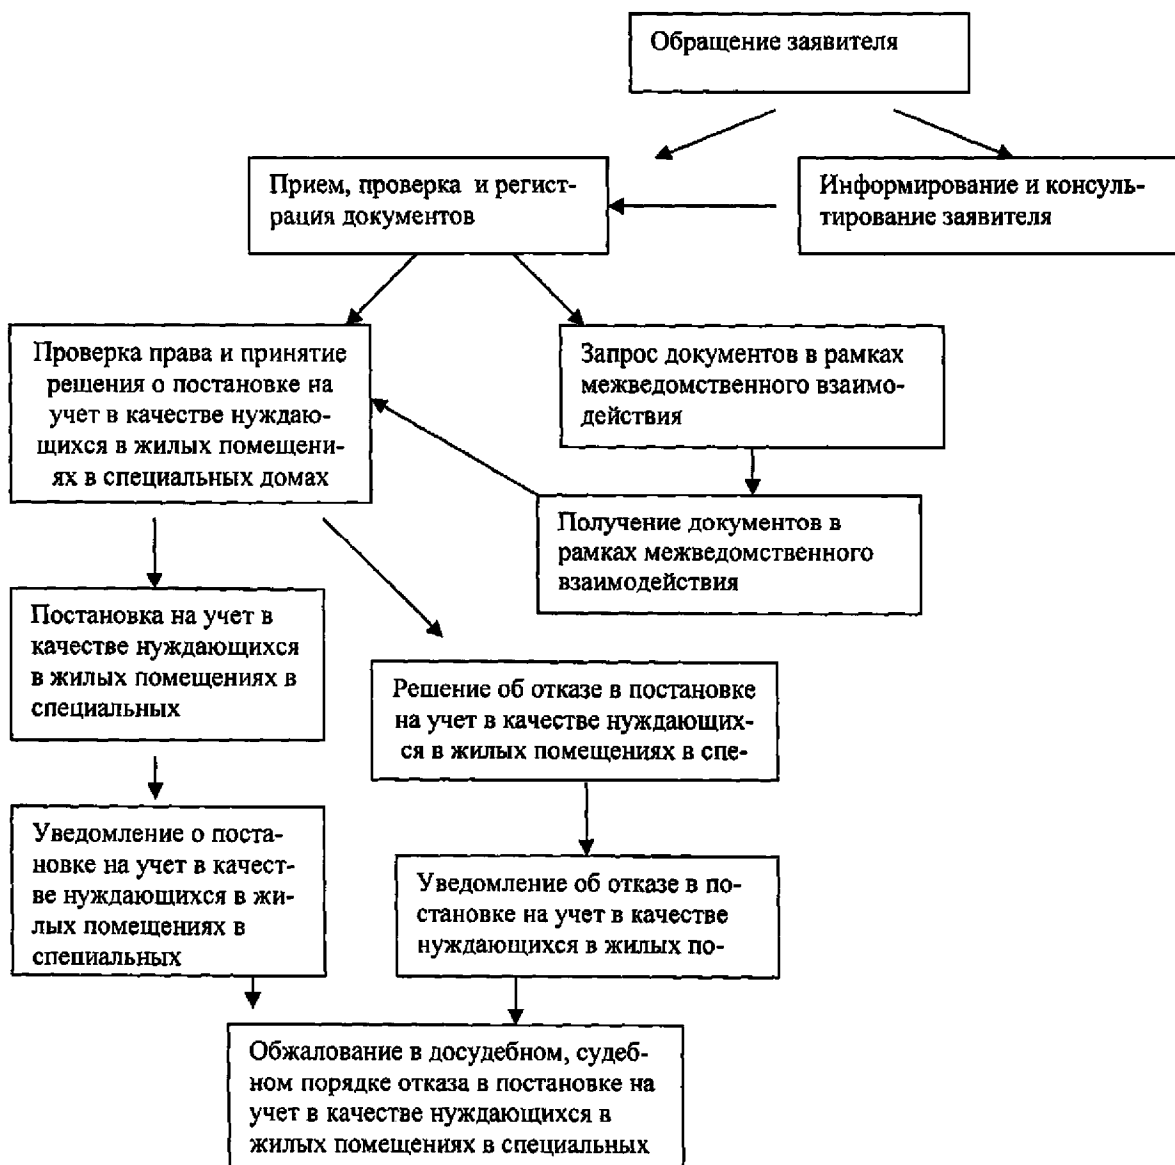 Обращение заявителя
Прием, проверка и регист-
рация документов
Информирование и консуль-
тирование заявителя
Проверка права и принятие
решения о постановке на
учет в качестве нуждаю-
щихся в жилых помещени-
ях в специальных домах
Запрос документов в рамках
межведомственного взаимо-
действия
Получение документов в
рамках межведомственного
взаимодействия
Постановка на учет в
качестве нуждающихся
в жилых помещениях в
специальных
Решение об отказе в постановке
на учет в качестве нуждающих-
ся в жилых помещениях в спе-
Уведомление о поста-
новке на учет в качест-
ве нуждающихся в жи-
лых помещениях в
специальных
Уведомление об отказе в по-
становке на учет в качестве
нуждающихся в жилых по-
Обжалование в досудебном, судеб-
ном порядке отказа в постановке на
учет в качестве нуждающихся в
жилых помещениях в специальных